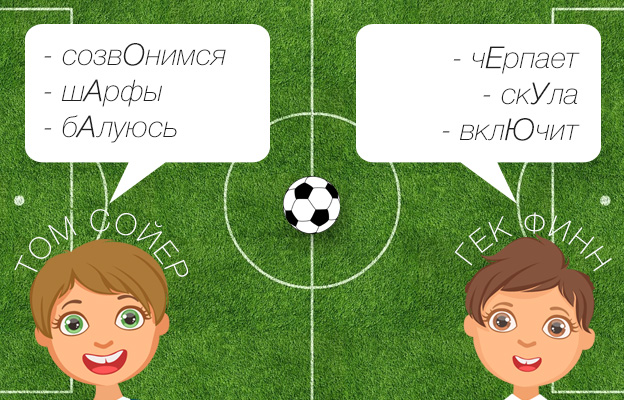 - созвОнимся
- шАрфы
- бАлуюсь
- чЕрпает
- скУла
- вклЮчит
ТОМ СОЙЕР
ГЕК ФИНН